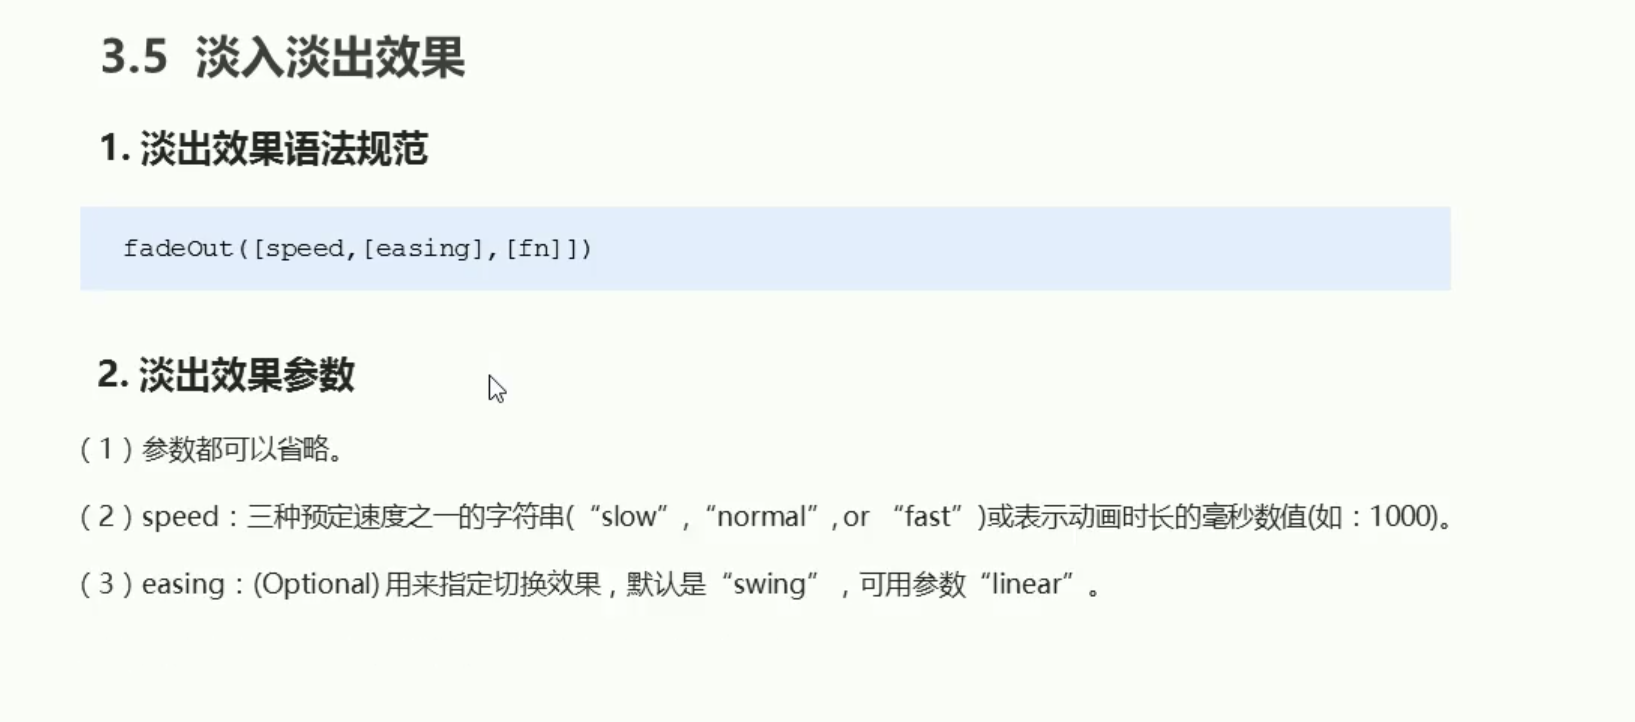 3.5 淡入淡出效果
1. 淡出效果语法规范
fadeOut([speed,[easing],[fn]])
2. 淡出效果参数
（1）参数都可以省略。
（2）speed：三种预定速度之一的字符串(“slow”,“normal”, or “fast”)或表示动画时长的毫秒数值(如：1000)。
（3）easing：(Optional) 用来指定切换效果，默认是“swing”，可用参数“linear”。